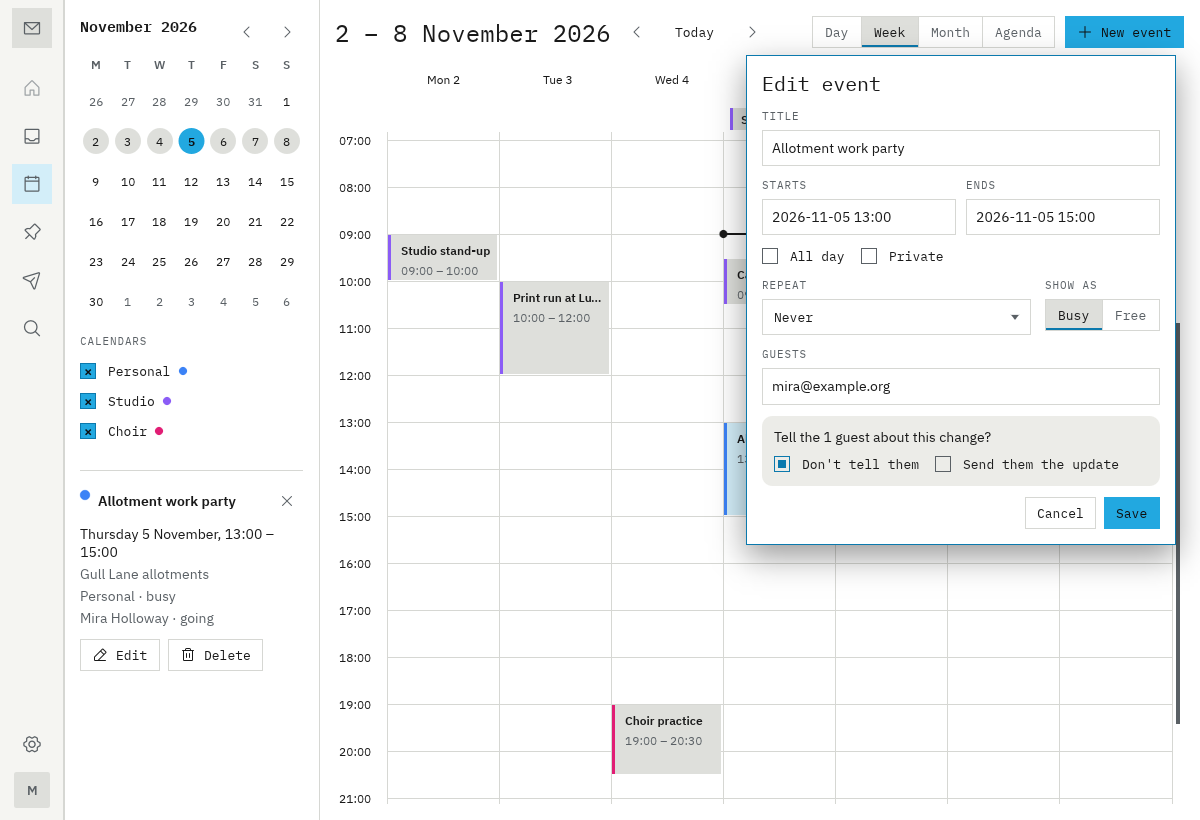 November 2026
M T W T F S S
26 27 28 29 30 31 1
2 3 4 5 6 7 8
9 10 11 12 13 14 15
16 17 18 19 20 21 22
23 24 25 26 27 28 29
30 1 2 3 4 5 6
CALENDARS
Personal
Studio
Choir
Allotment work party
Thursday 5 November, 13:00 –
15:00
Gull Lane allotments
Personal · busy
Mira Holloway · going
Edit Delete
M
2 – 8 November 2026
Today
Day Week Month Agenda
New event
Mon 2 Tue 3 Wed 4
07:00
08:00
09:00
10:00
11:00
12:00
13:00
14:00
15:00
16:00
17:00
18:00
19:00
20:00
21:00
Studio stand-up
09:00 – 10:00
Print run at Lu…
10:00 – 12:00
Choir practice
19:00 – 20:30
Edit event
TITLE
Allotment work party
STARTS ENDS
2026-11-05 13:00 2026-11-05 15:00
All day Private
REPEAT SHOW AS
Never Busy Free
GUESTS
mira@example.org
Tell the 1 guest about this change?
Don't tell them Send them the update
Cancel Save